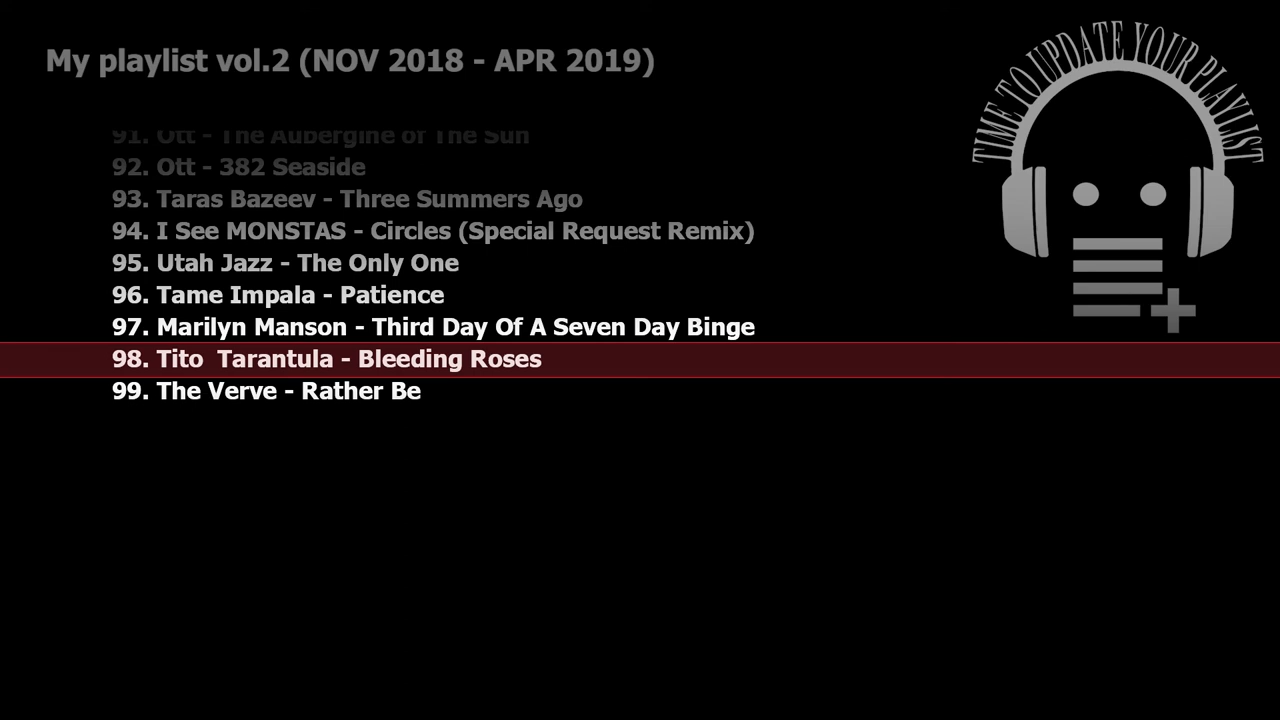 My playlist vol.2 (NOV 2018 - APR 2019)
TIME TO UPDATE YOUR PLAYLIST
91. Ott - The Aubergine of The Sun
92. Ott - 382 Seaside
93. Taras Bazeev - Three Summers Ago
94. I See MONSTAS - Circles (Special Request Remix)
95. Utah Jazz - The Only One
96. Tame Impala - Patience
97. Marilyn Manson - Third Day Of A Seven Day Binge
98. Tito  Tarantula - Bleeding Roses
99. The Verve - Rather Be